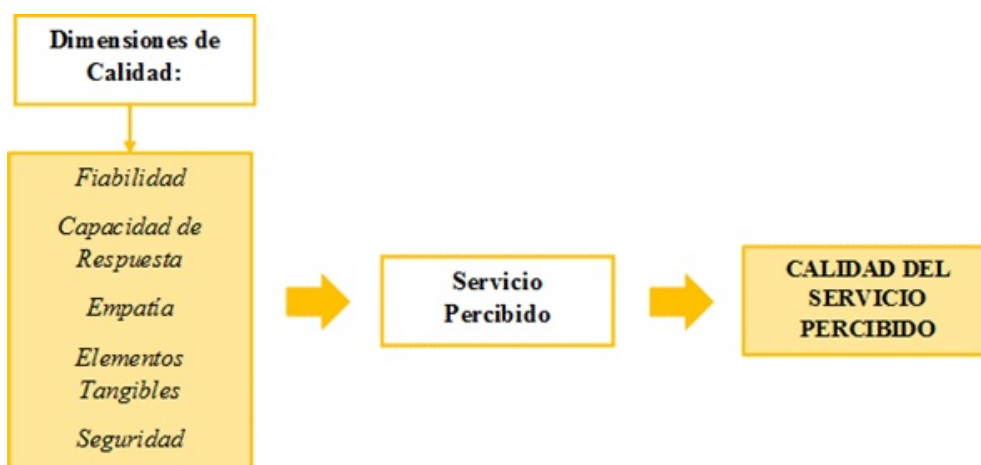 Dimensiones de
Calidad:
Fiabilidad
Capacidad de
Respuesta
Empatía
Elementos
Tangibles
Seguridad
Servicio
Percibido
CALIDAD DEL
SERVICIO
PERCIBIDO